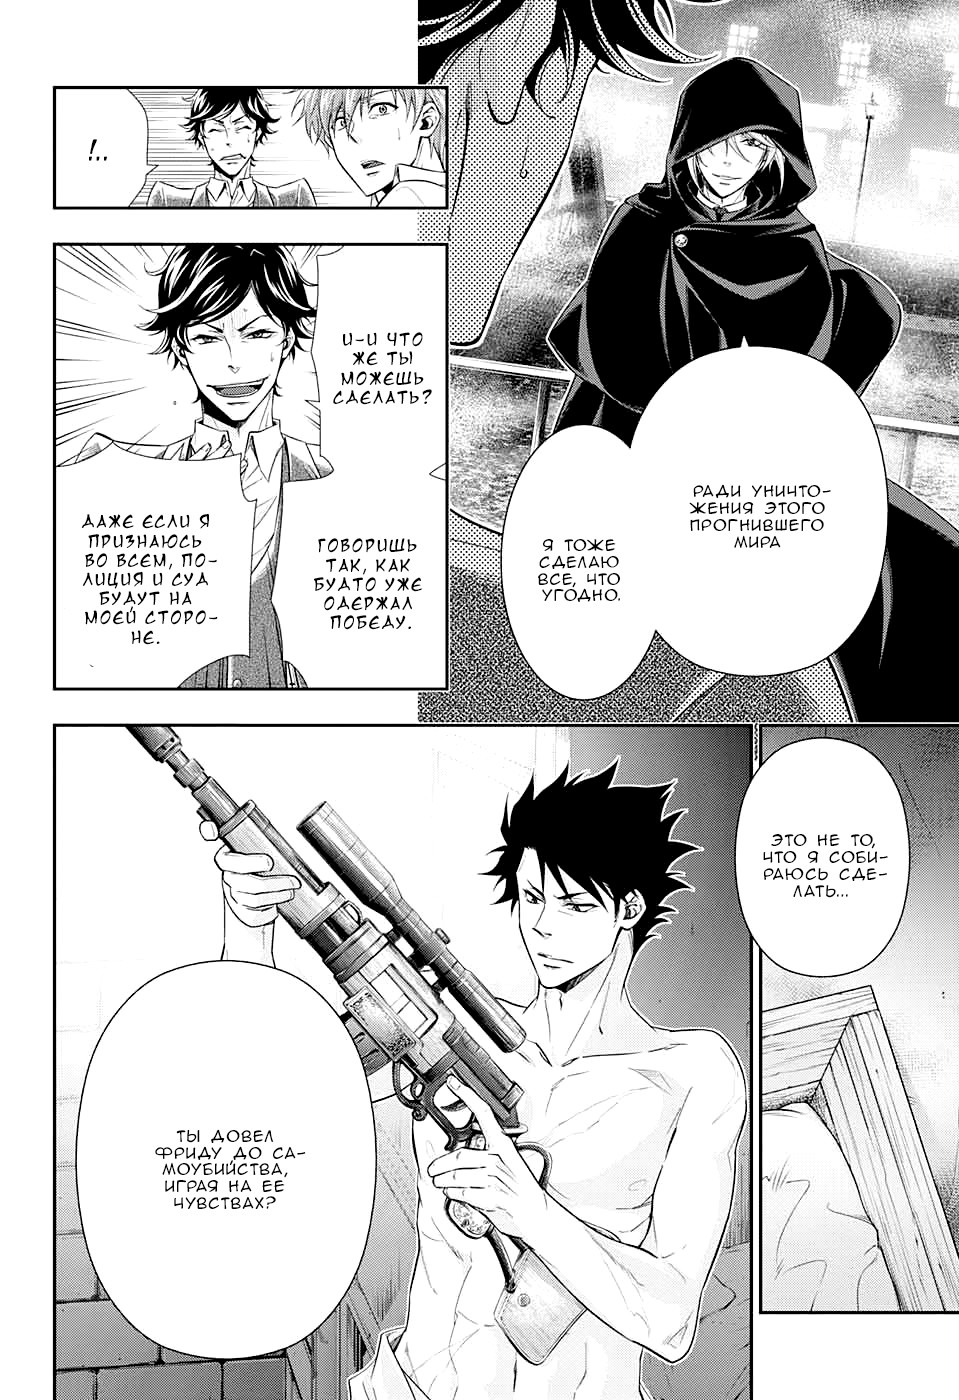 РАДИ УНИЧТО-
ЖЕНИЯ ЭТОГО
ПРОГНИВШЕГО
МИРА
Я ТОЖЕ
СДЕЛАЮ
ВСЕ, ЧТО
УГОДНО.
!...
И-И ЧТО
ЖЕ ТЫ
МОЖЕШЬ
СДЕЛАТЬ?
ГОВОРИШЬ
ТАК, КАК
БУДТО УЖЕ
ОДЕРЖАЛ
ПОБЕДУ.
ДАЖЕ ЕСЛИ Я
ПРИЗНАЮСЬ
ВО ВСЕМ, ПО-
ЛИЦИЯ И СУД
БУДУТ НА
МОЕЙ СТОРО-
НЕ.
ЭТО НЕ ТО,
ЧТО Я СОБИ-
РАЮСЬ СДЕ-
ЛАТЬ...
ТЫ ДОВЕЛ
ФРИДУ ДО СА-
МОУБИЙСТВА,
ИГРАЯ НА ЕЕ
ЧУВСТВАХ?